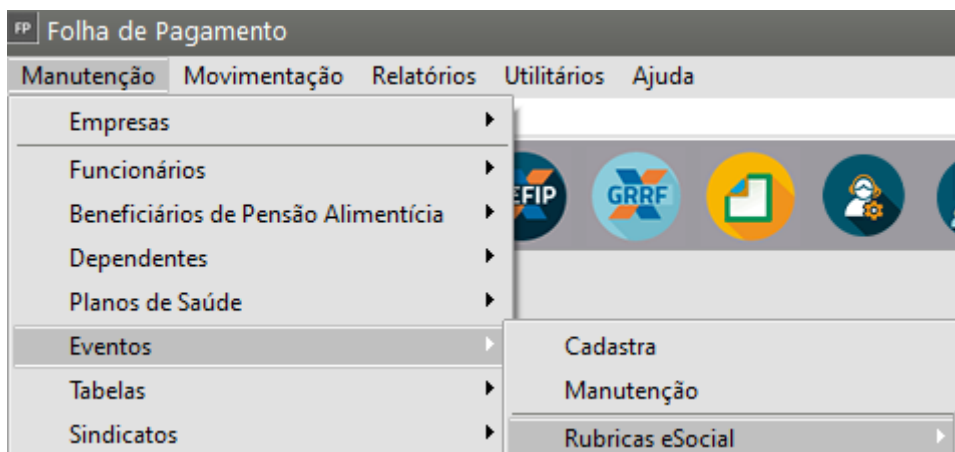 FP Folha de Pagamento
Manutenção Movimentação Relatórios Utilitários Ajuda
Empresas
Funcionários
Beneficiários de Pensão Alimentícia
Dependentes
Planos de Saúde
Eventos
Tabelas
Sindicatos
EFIP
GRRF
Cadastra
Manutenção
Rubricas eSocial